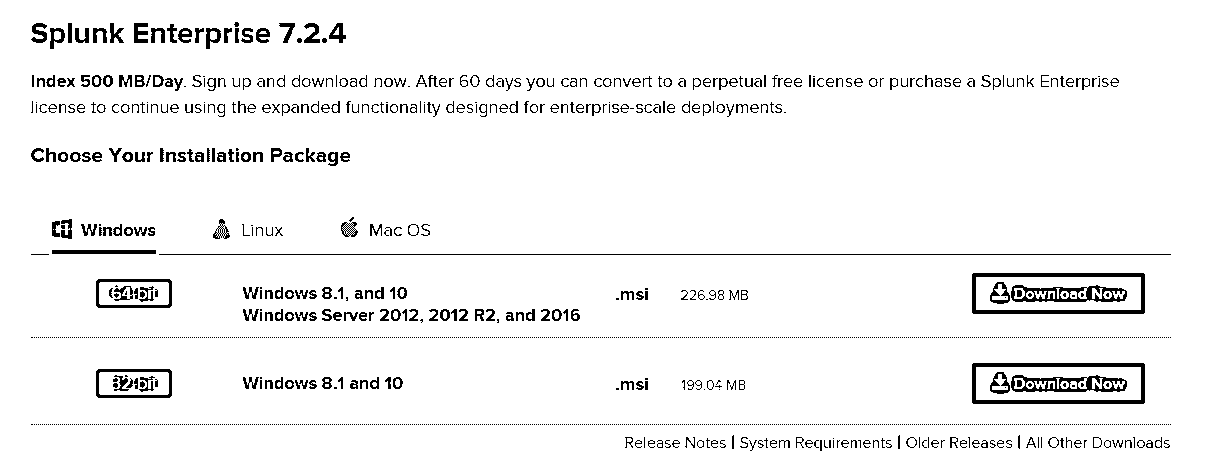 Splunk Enterprise 7.2.4
Index 500 MB/Day. Sign up and download now. After 60 days you can convert to a perpetual free license or purchase a Splunk Enterprise
license to continue using the expanded functionality designed for enterprise-scale deployments.
Choose Your Installation Package
Windows Linux Mac OS
64-bit Windows 8.1, and 10 .msi 226.98 MB Download Now
Windows Server 2012, 2012 R2, and 2016
32-bit Windows 8.1 and 10 .msi 199.04 MB Download Now
Release Notes | System Requirements | Older Releases | All Other Downloads